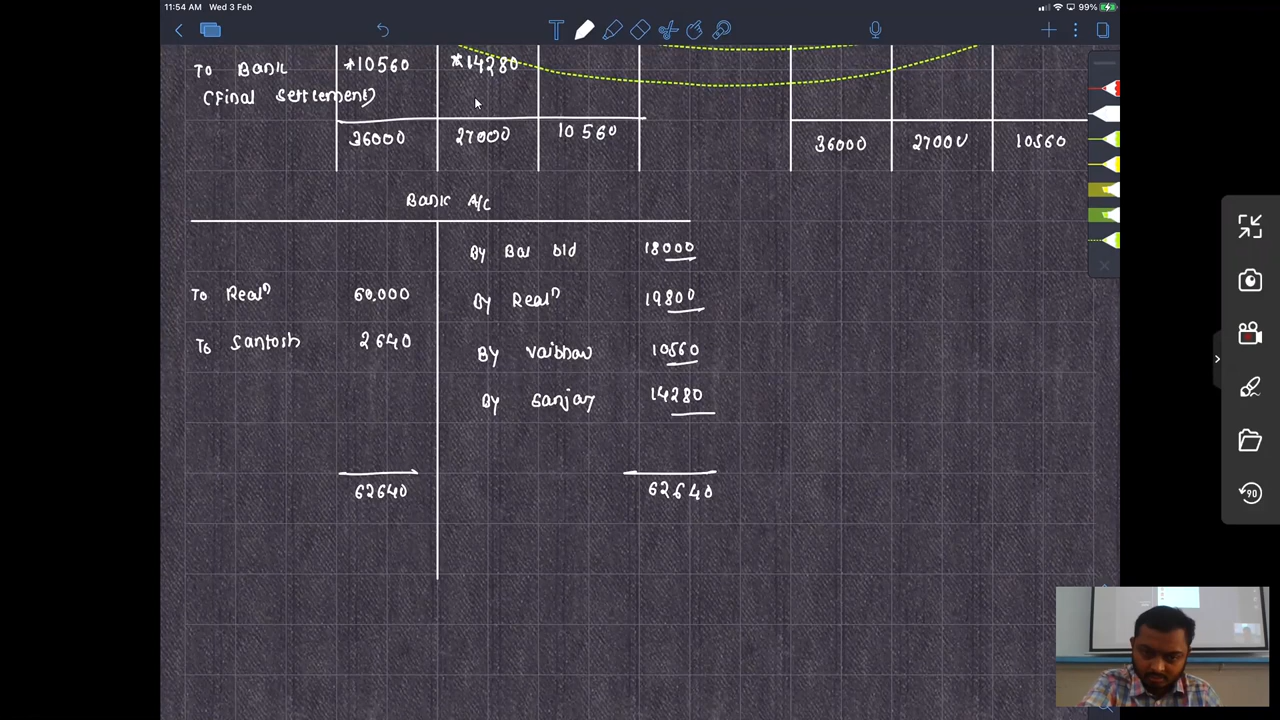 11:54 AM Wed 3 Feb
99%
To Bank *10560 *14280
(Final Settlement)
36000 27000 10560 36000 27000 10560
Bank A/c
By Bal b/d 18000
To Realⁿ 60,000 By Realⁿ 19800
To Santosh 2640 By Vaibhav 10560
By Sanjay 14280
62640 62640
90